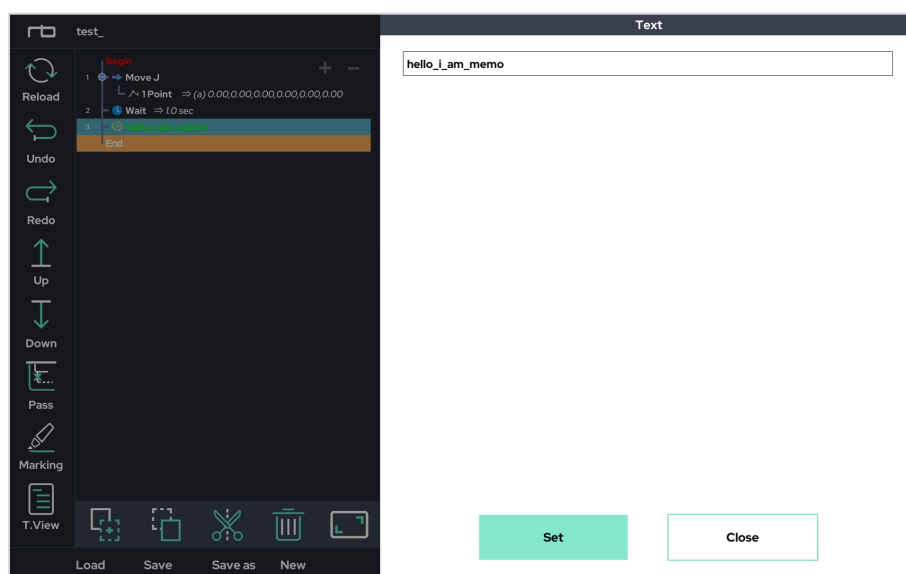 test_
Text
hello_i_am_memo
Reload
Undo
Redo
Up
Down
Pass
Marking
T.View
Begin
1 Move J
1 Point ⇒ (a) 0.00,0.00,0.00,0.00,0.00,0.00
2 Wait ⇒ 1.0 sec
3 hello_i_am_memo
End
Load Save Save as New
Set Close